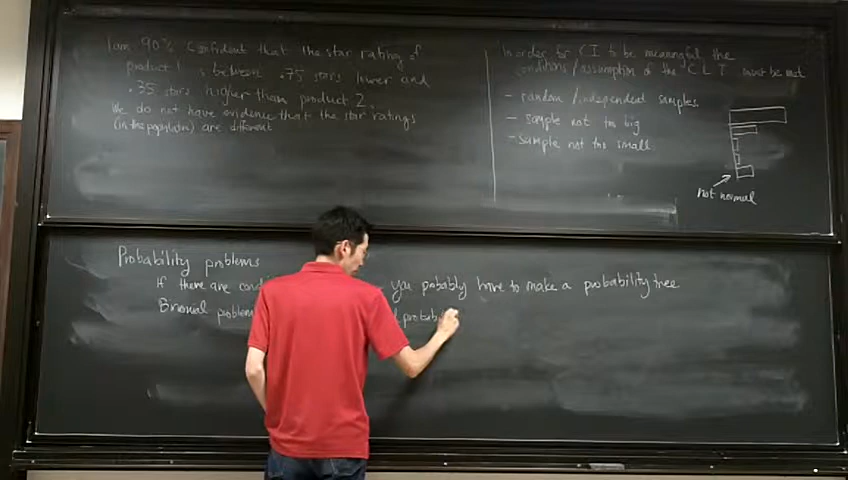 I am 90% Confident that the star rating of
product 1 is between .75 stars lower and
.35 stars higher than product 2.
We do not have evidence that the star ratings
(in the population) are different
In order for CI to be meaningful the
conditions/assumption of the CLT must be met
- random/independent samples
- sample not too big
- sample not too small
not normal
Probability problems
If there are you probably have to make a probability tree
Binomial problem